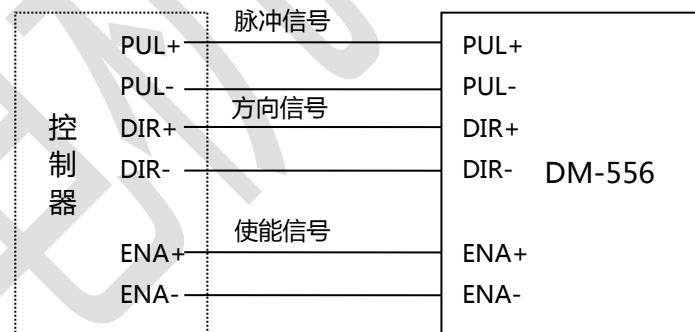 脉冲信号
PUL+ PUL+
PUL- PUL-
方向信号
DIR+ DIR+
DIR- DIR- DM-556
控制器
使能信号
ENA+ ENA+
ENA- ENA-